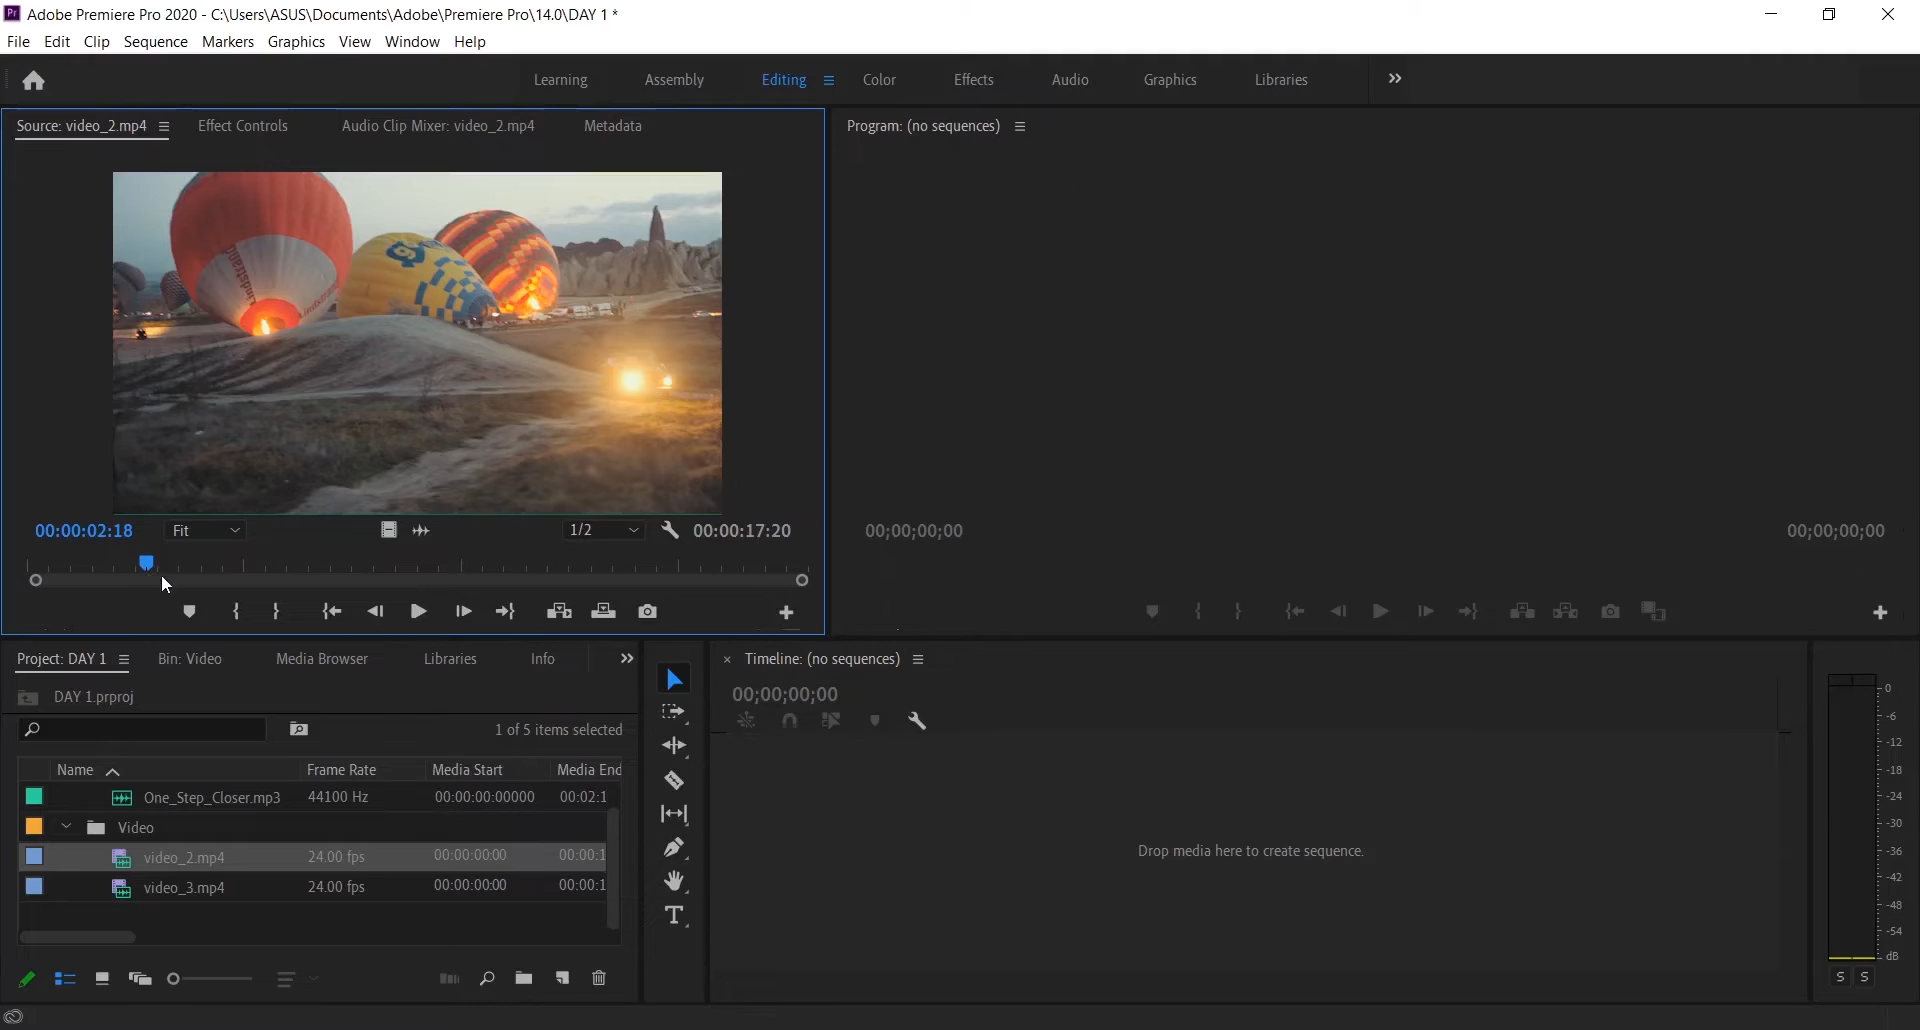 Adobe Premiere Pro 2020 - C:\Users\ASUS\Documents\Adobe\Premiere Pro\14.0\DAY 1 *
File Edit Clip Sequence Markers Graphics View Window Help
Learning Assembly Editing Color Effects Audio Graphics Libraries
Source: video_2.mp4 Effect Controls Audio Clip Mixer: video_2.mp4 Metadata
Program: (no sequences)
00:00:02:18 Fit 1/2 00:00:17:20
00;00;00;00 00;00;00;00
Project: DAY 1 Bin: Video Media Browser Libraries Info
DAY 1.prproj
1 of 5 items selected
Name Frame Rate Media Start Media End
One_Step_Closer.mp3 44100 Hz 00:00:00:00000 00:02:1
Video
video_2.mp4 24.00 fps 00:00:00:00 00:00:1
video_3.mp4 24.00 fps 00:00:00:00 00:00:1
T
× Timeline: (no sequences)
00;00;00;00
Drop media here to create sequence.
0
-6
-12
-18
-24
-30
-36
-42
-48
-54
dB
S S